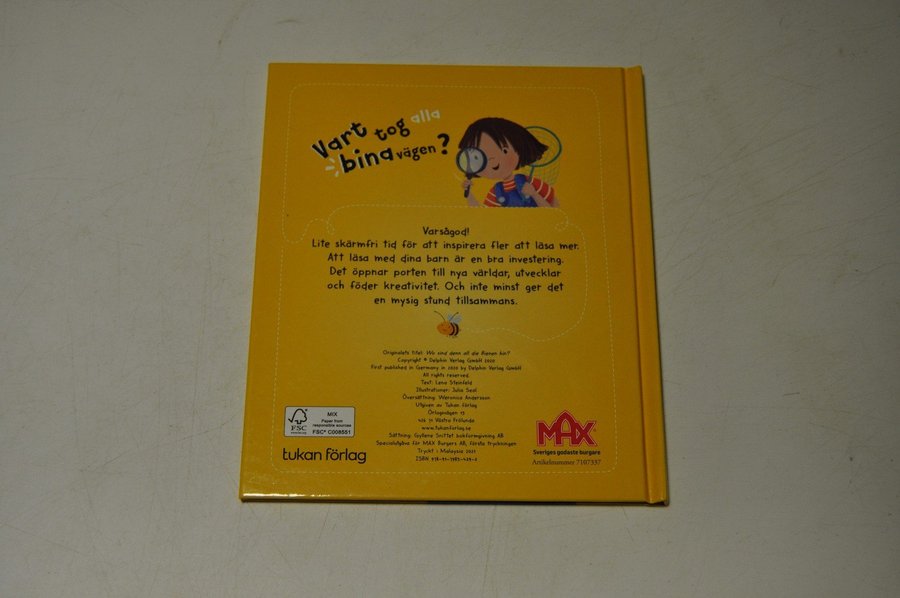 Vart tog alla
bina vägen?
Varsågod!
Lite skärmfri tid för att inspirera fler att läsa mer.
Att läsa med dina barn är en bra investering.
Det öppnar porten till nya världar, utvecklar
och föder kreativitet. Och inte minst ger det
en mysig stund tillsammans.
Originalets titel: Wo sind denn all die Bienen hin?
Copyright © Delphin Verlag GmbH 2020
First published in Germany in 2020 by Delphin Verlag GmbH
All rights reserved.
Text: Lena Steinfeld
Illustrationer: Julia Seal
Översättning: Weronica Andersson
Utgiven av Tukan förlag
Örlogsvägen 15
426 71 Västra Frölunda
www.tukanforlag.se
Sättning: Gyllene Snittet bokformgivning AB
Specialutgåva för MAX Burgers AB, första tryckningen
Tryckt i Malaysia 2021
ISBN
FSC
MIX
Paper from
responsible sources
FSC® C008551
tukan förlag
MAX
Sveriges godaste burgare
Artikelnummer 7107337